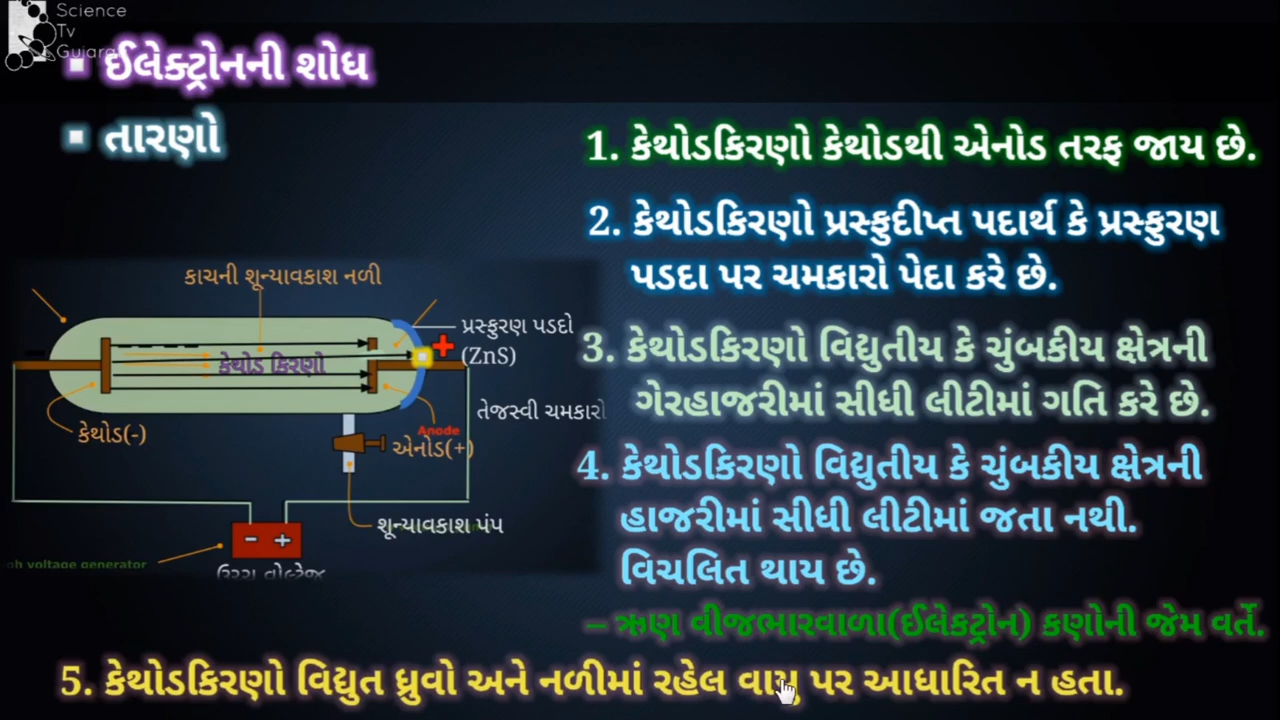 Science
Tv
Gujara
▪ ઈલેક્ટ્રોનની શોધ
▪ તારણો
1. કેથોડકિરણો કેથોડથી એનોડ તરફ જાય છે.
2. કેથોડકિરણો પ્રસ્ફુદીપ્ત પદાર્થ કે પ્રસ્ફુરણ
પડદા પર ચમકારો પેદા કરે છે.
3. કેથોડકિરણો વિદ્યુતીય કે ચુંબકીય ક્ષેત્રની
ગેરહાજરીમાં સીધી લીટીમાં ગતિ કરે છે.
4. કેથોડકિરણો વિદ્યુતીય કે ચુંબકીય ક્ષેત્રની
હાજરીમાં સીધી લીટીમાં જતા નથી.
વિચલિત થાય છે.
– ઋણ વીજભારવાળા(ઈલેકટ્રોન) કણોની જેમ વર્તે.
5. કેથોડકિરણો વિદ્યુત ધ્રુવો અને નળીમાં રહેલ વાયુ પર આધારિત ન હતા.
કાચની શૂન્યાવકાશ નળી
પ્રસ્ફુરણ પડદો
(ZnS)
કેથોડ કિરણો
તેજસ્વી ચમકારો
કેથોડ(-)
Anode
એનોડ(+)
શૂન્યાવકાશ પંપ
voltage generator
ઉચ્ચ વોલ્ટેજ